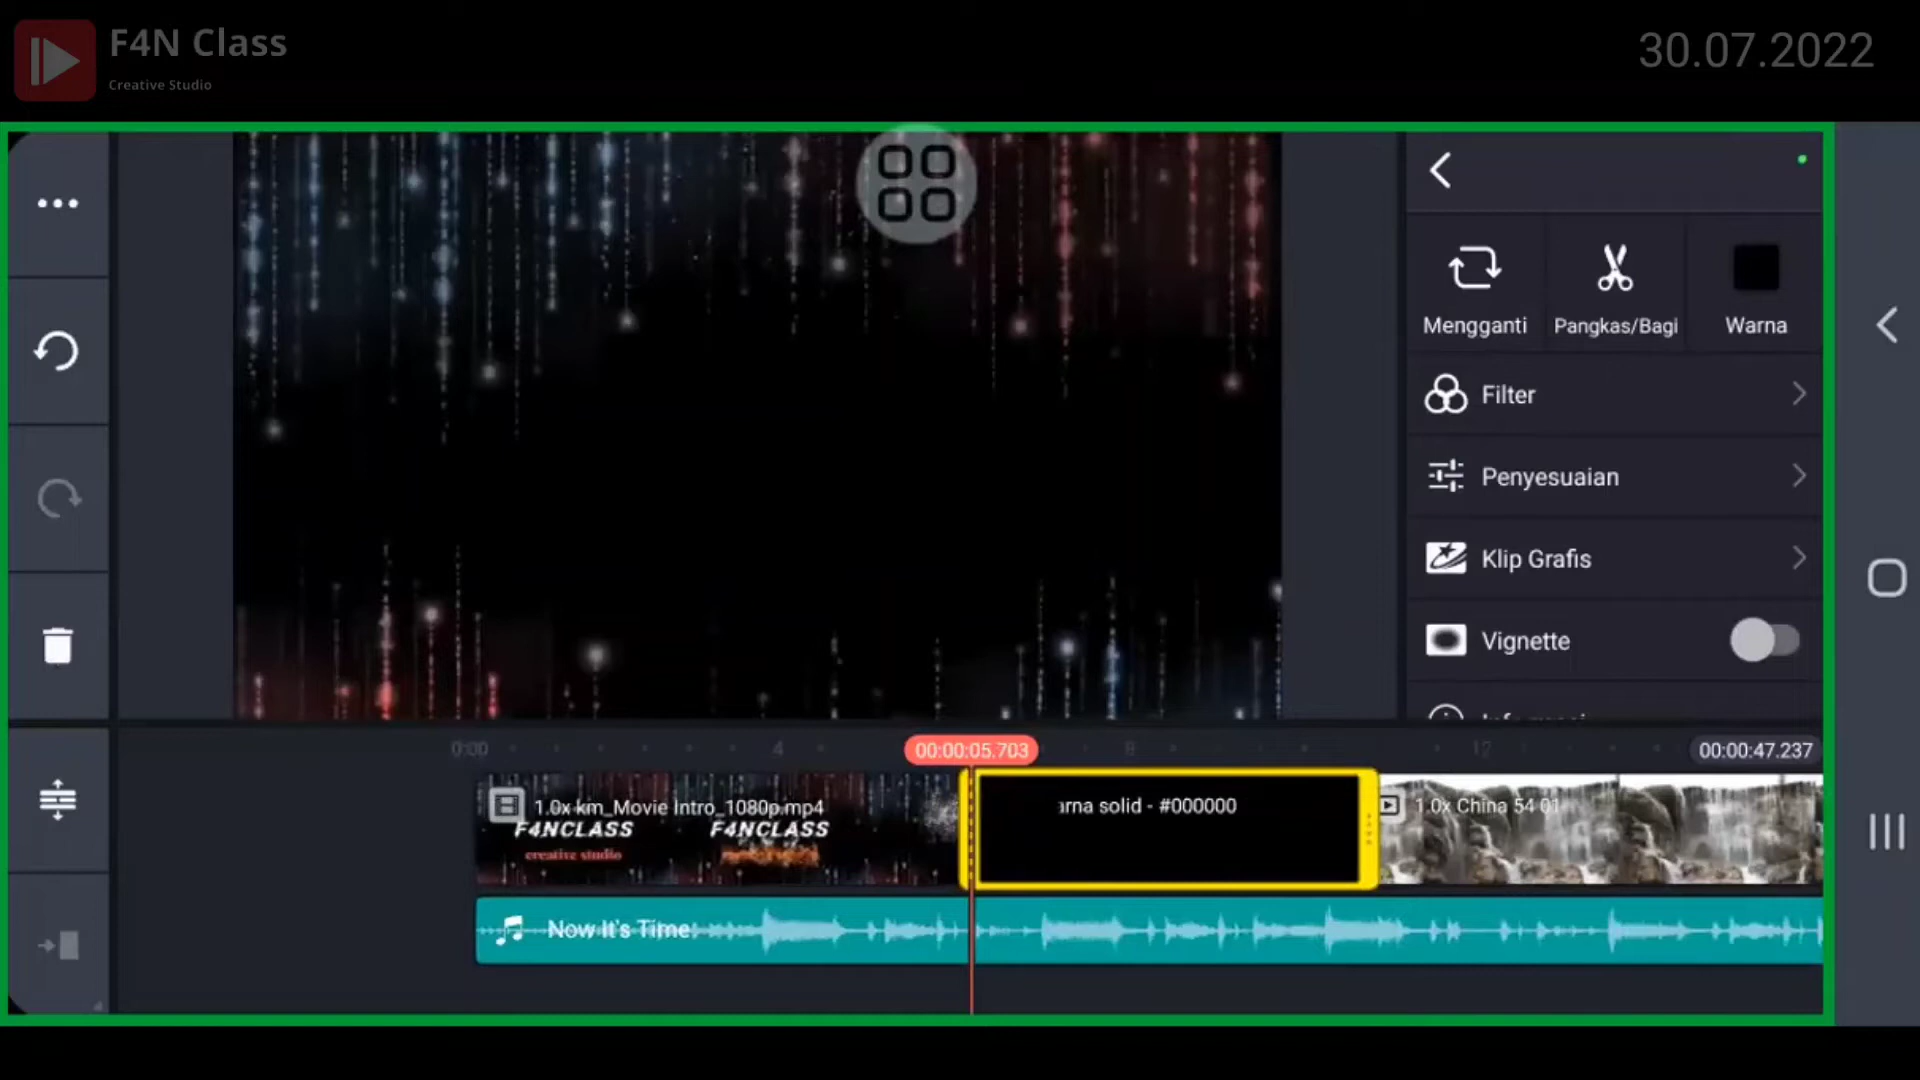 F4N Class
Creative Studio
30.07.2022
Mengganti
Pangkas/Bagi
Warna
Filter
Penyesuaian
Klip Grafis
Vignette
0:00
4
00:00:05.703
8
12
00:00:47.237
1.0x km_Movie Intro_1080p.mp4
F4NCLASS
creative studio
F4NCLASS
arna solid - #000000
1.0x China 54 01
Now It's Time